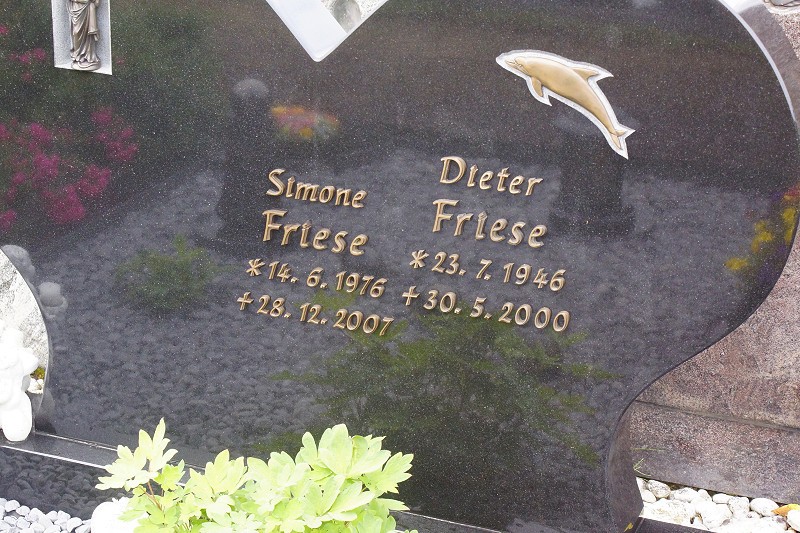 Simone
Friese
*14. 6. 1976
+28. 12. 2007
Dieter
Friese
*23. 7. 1946
+30. 5. 2000